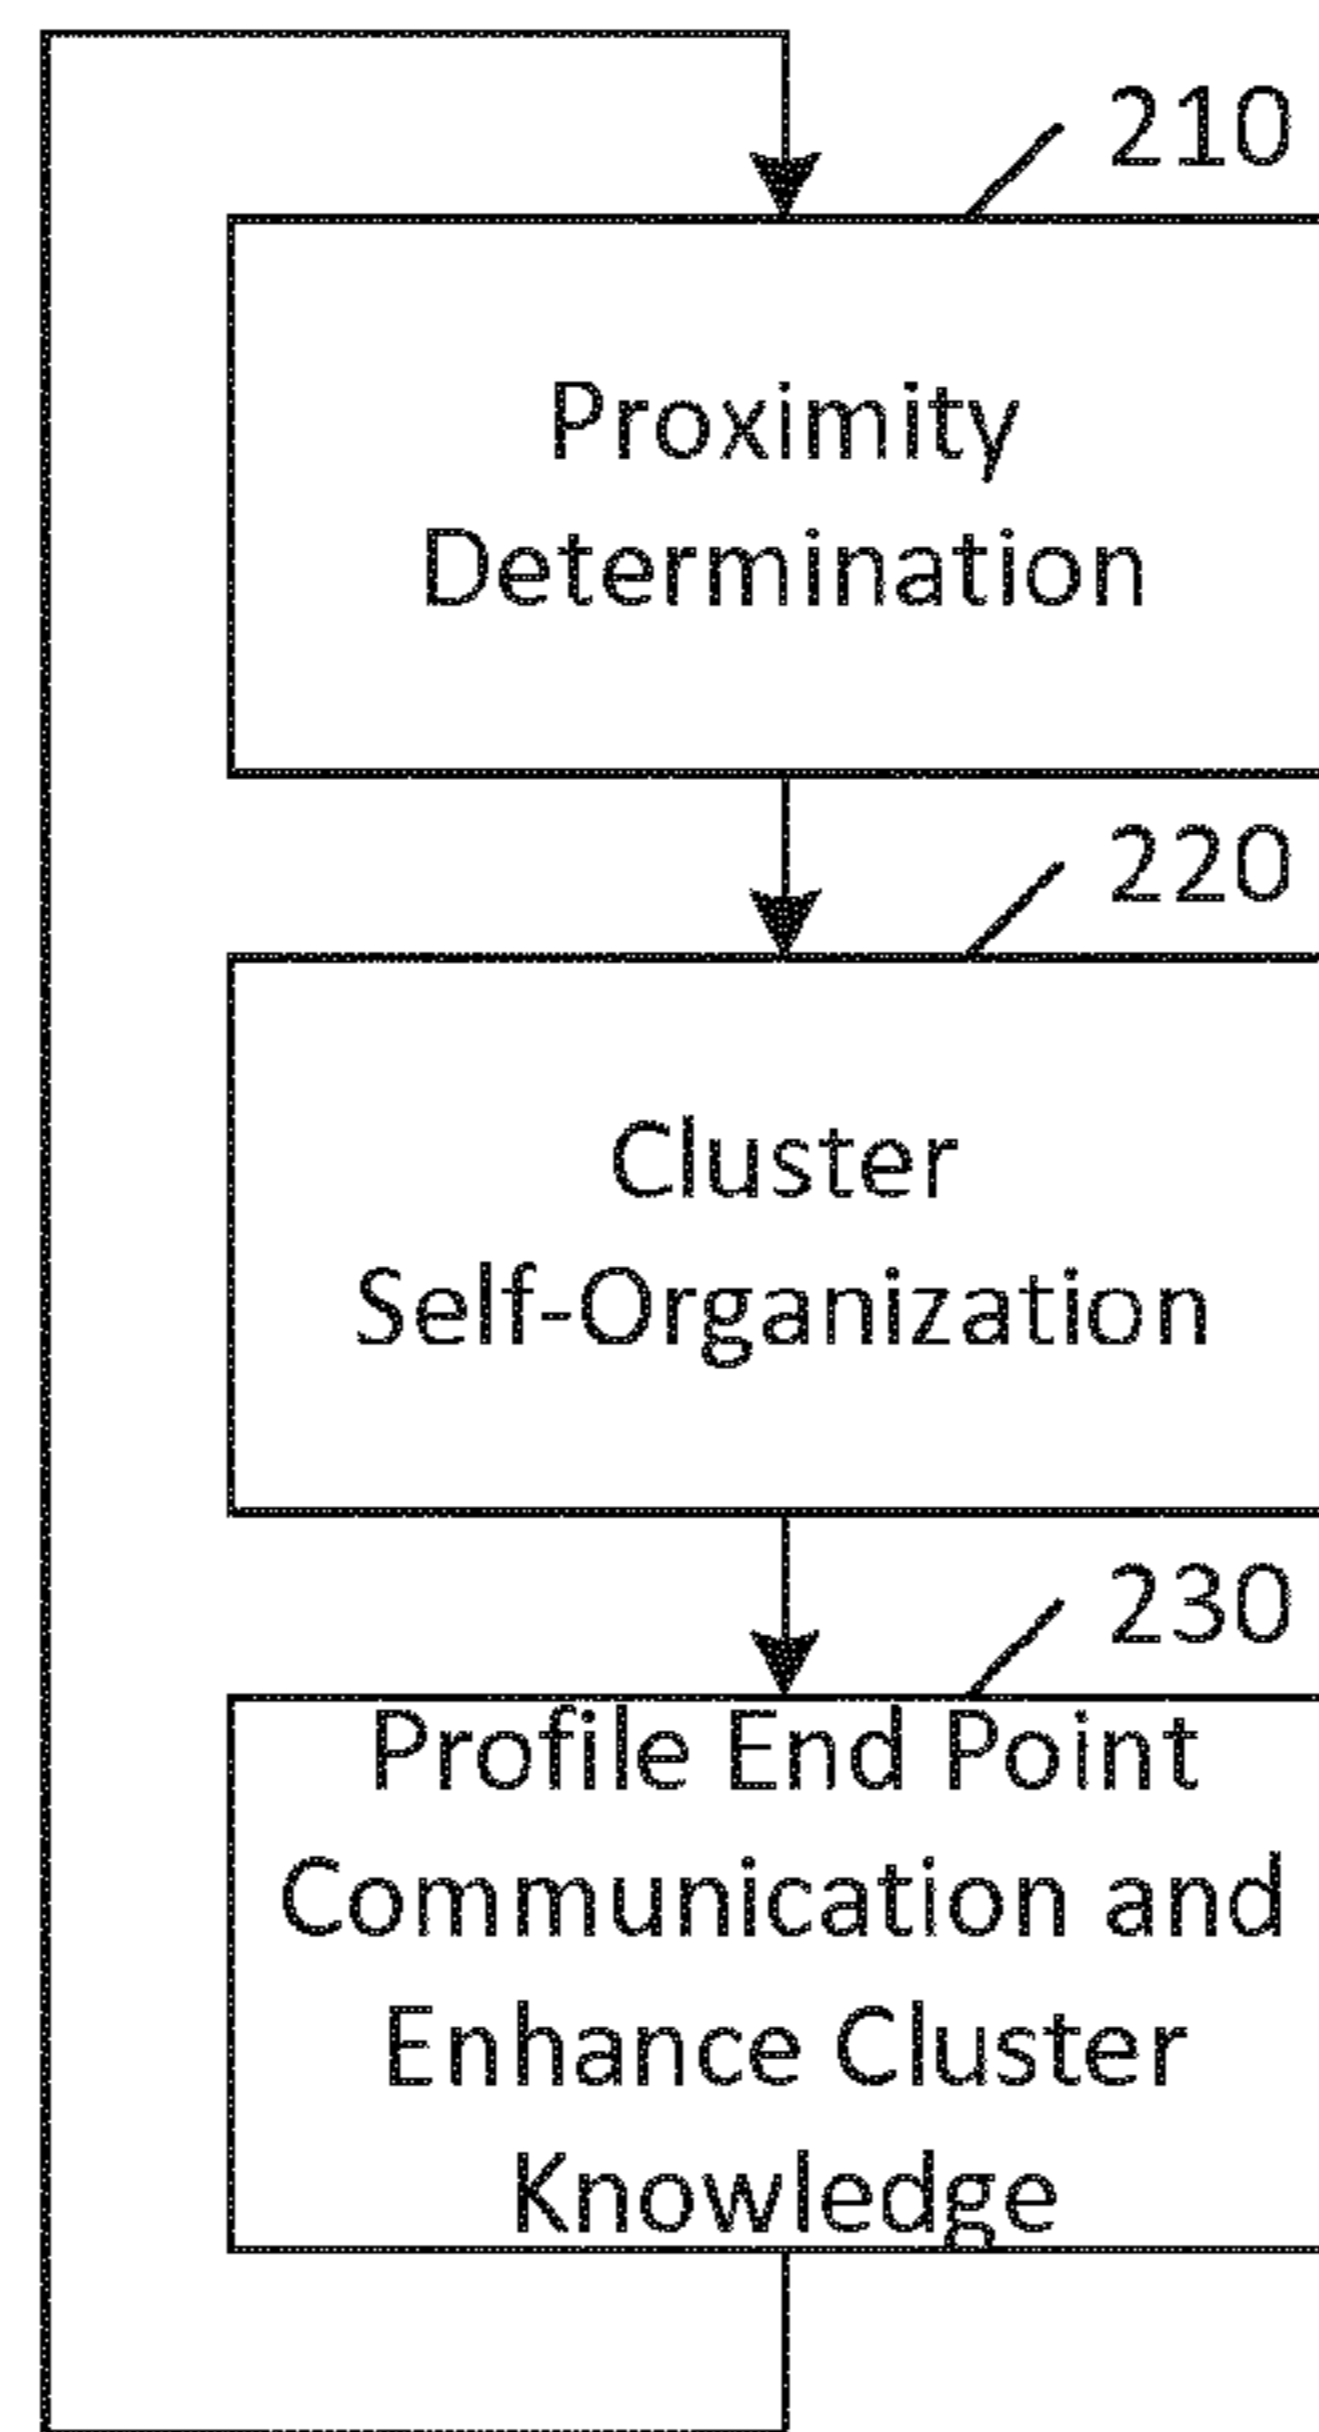 210
Proximity
Determination
220
Cluster
Self-Organization
230
Profile End Point
Communication and
Enhance Cluster
Knowledge